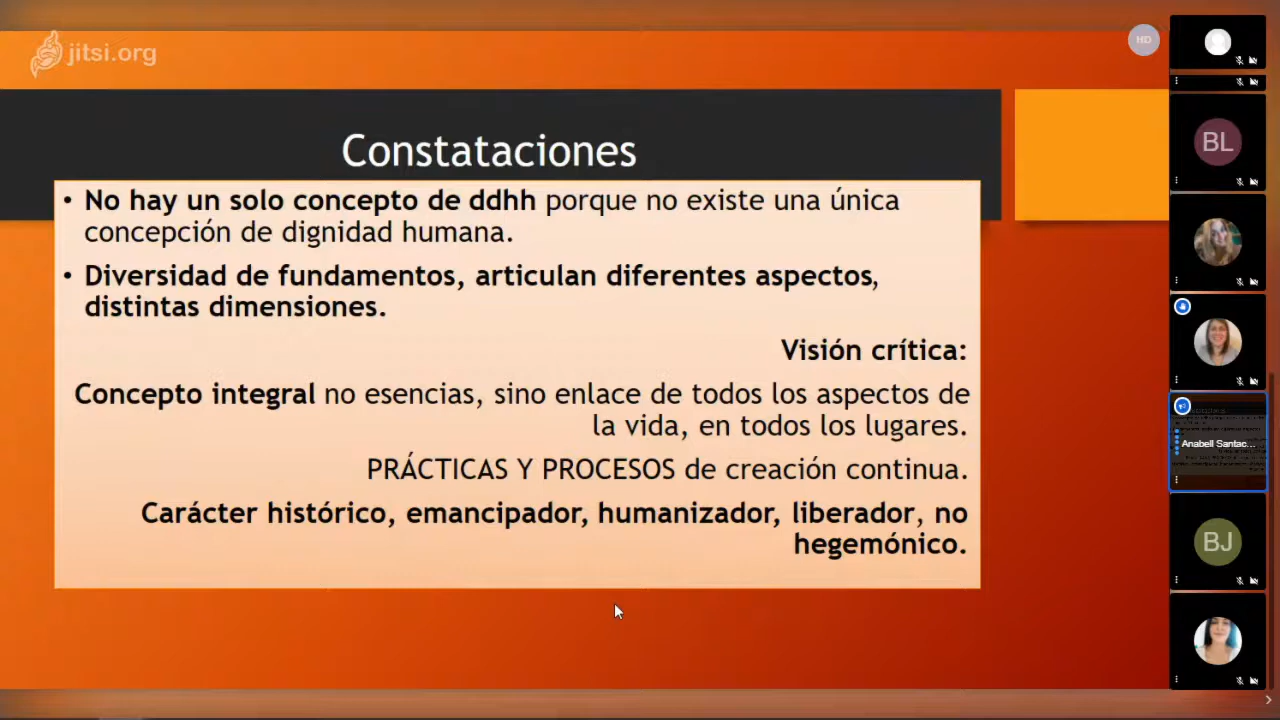 jitsi.org
HD
Constataciones
• No hay un solo concepto de ddhh porque no existe una única
concepción de dignidad humana.
• Diversidad de fundamentos, articulan diferentes aspectos,
distintas dimensiones.
Visión crítica:
Concepto integral no esencias, sino enlace de todos los aspectos de
la vida, en todos los lugares.
PRÁCTICAS Y PROCESOS de creación continua.
Carácter histórico, emancipador, humanizador, liberador, no
hegemónico.
BL
Anabell Santac...
BJ